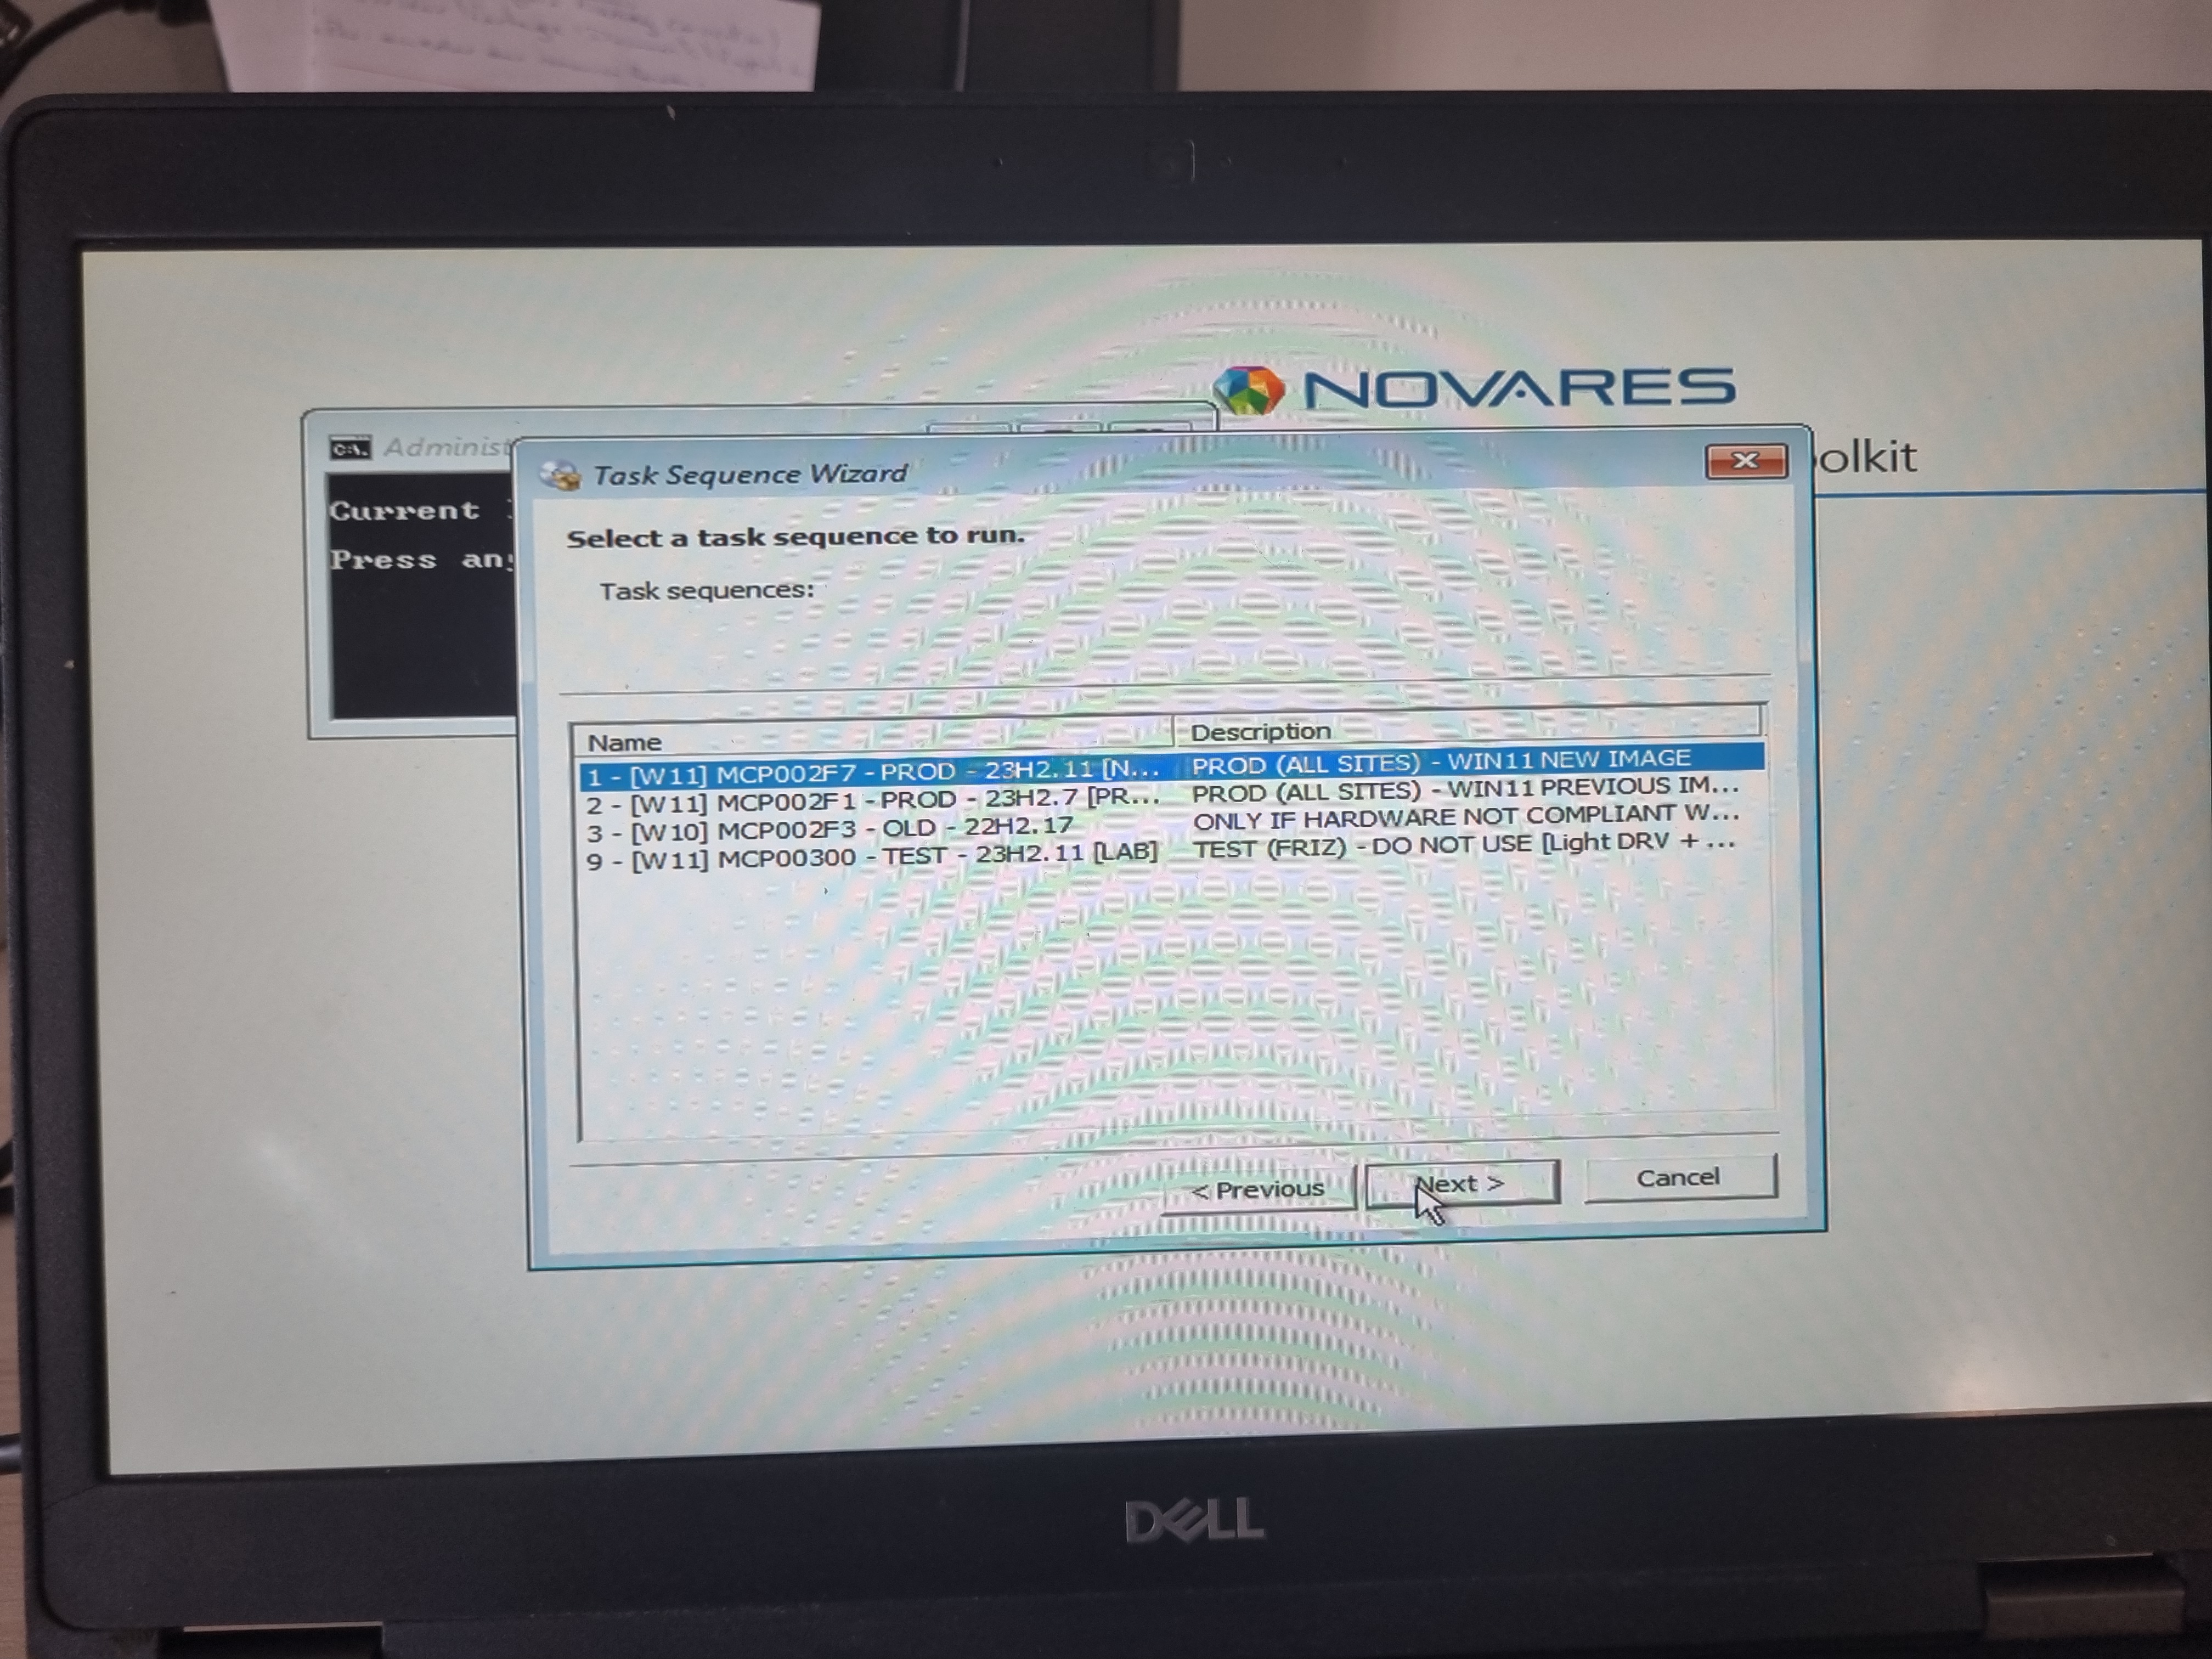 NOVARES
olkit
Adminis
Current
Press any
Task Sequence Wizard
Select a task sequence to run.
Task sequences:
Name Description
1 - [W11] MCP002F7 - PROD - 23H2.11 [N... PROD (ALL SITES) - WIN11 NEW IMAGE
2 - [W11] MCP002F1 - PROD - 23H2.7 [PR... PROD (ALL SITES) - WIN11 PREVIOUS IM...
3 - [W10] MCP002F3 - OLD - 22H2.17 ONLY IF HARDWARE NOT COMPLIANT W...
9 - [W11] MCP00300 - TEST - 23H2.11 [LAB] TEST (FRIZ) - DO NOT USE [Light DRV + ...
< Previous Next > Cancel
DELL